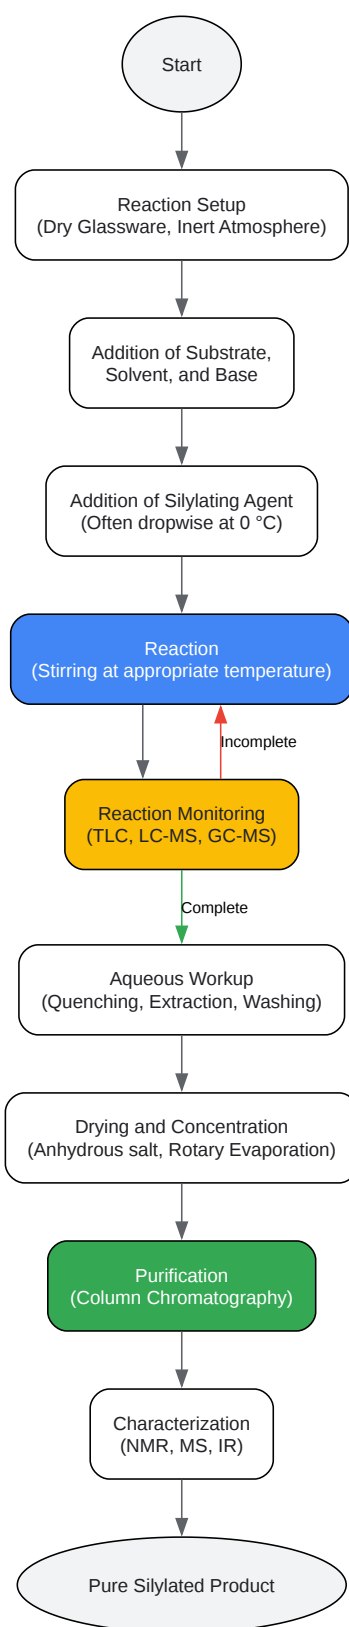 Start
Reaction Setup
(Dry Glassware, Inert Atmosphere)
Addition of Substrate,
Solvent, and Base
Addition of Silylating Agent
(Often dropwise at 0 °C)
Reaction
(Stirring at appropriate temperature)
Incomplete
Reaction Monitoring
(TLC, LC-MS, GC-MS)
Complete
Aqueous Workup
(Quenching, Extraction, Washing)
Drying and Concentration
(Anhydrous salt, Rotary Evaporation)
Purification
(Column Chromatography)
Characterization
(NMR, MS, IR)
Pure Silylated Product